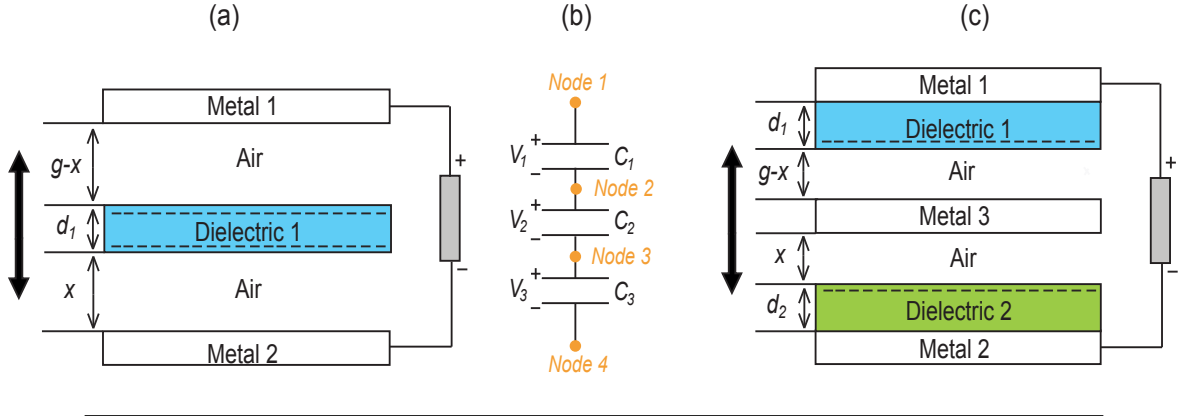 (a)
(b)
(c)
Metal 1
g-x
Air
d1
Dielectric 1
x
Air
Metal 2
+
–
Node 1
V1
+
–
C1
Node 2
V2
+
–
C2
Node 3
V3
+
–
C3
Node 4
Metal 1
d1
Dielectric 1
g-x
Air
Metal 3
x
Air
d2
Dielectric 2
Metal 2
+
–